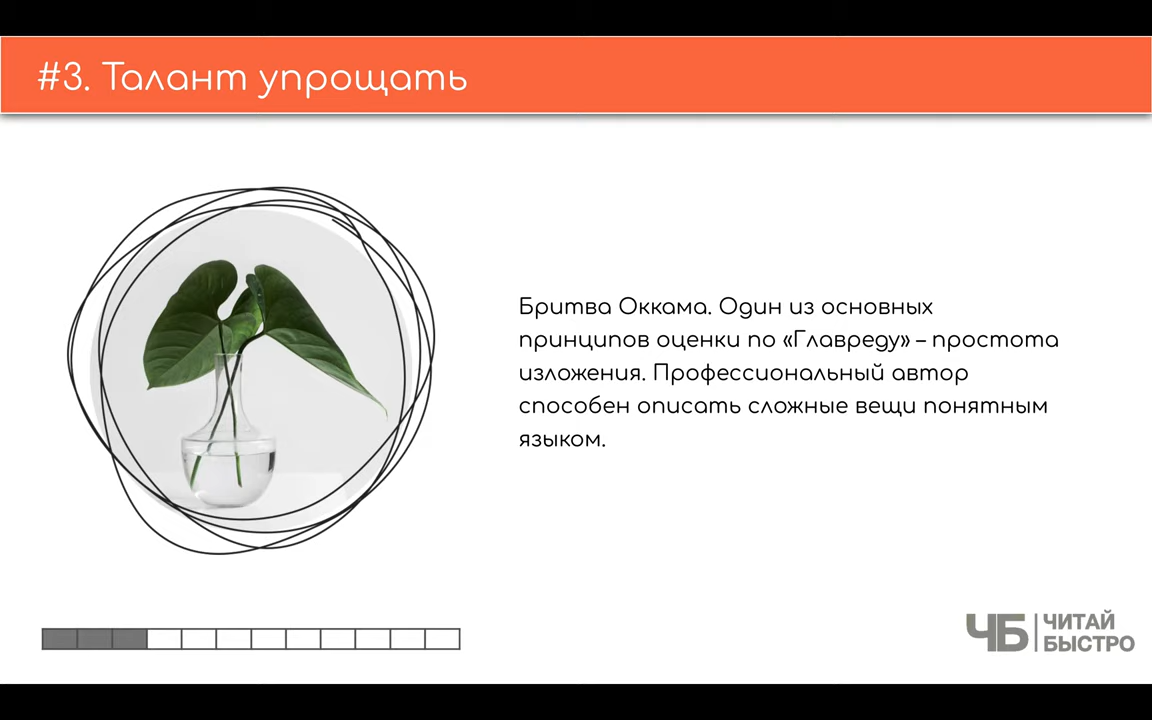 #3. Талант упрощать
Бритва Оккама. Один из основных
принципов оценки по «Главреду» – простота
изложения. Профессиональный автор
способен описать сложные вещи понятным
языком.
ЧБ
ЧИТАЙ
БЫСТРО